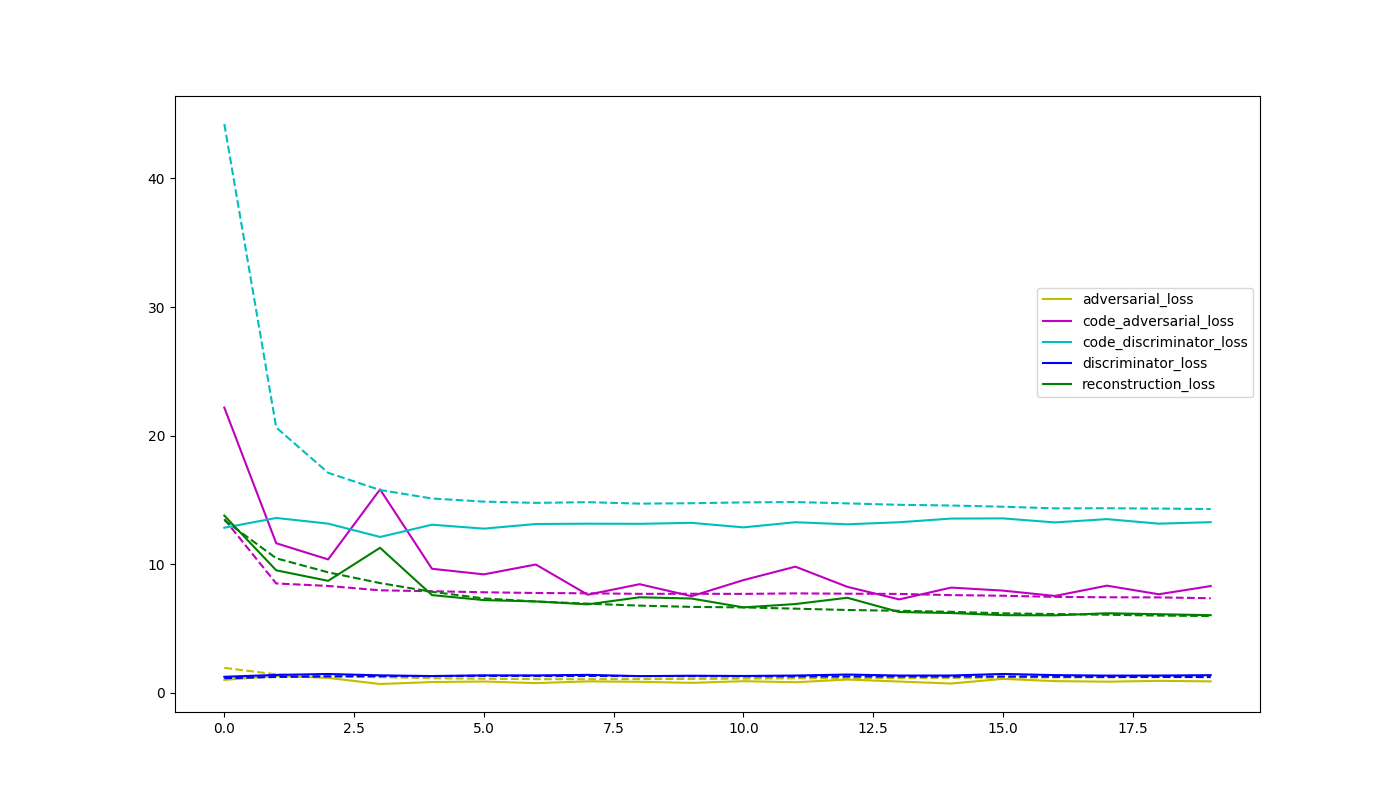 40
30
20
10
0
0.0 2.5 5.0 7.5 10.0 12.5 15.0 17.5
adversarial_loss
code_adversarial_loss
code_discriminator_loss
discriminator_loss
reconstruction_loss